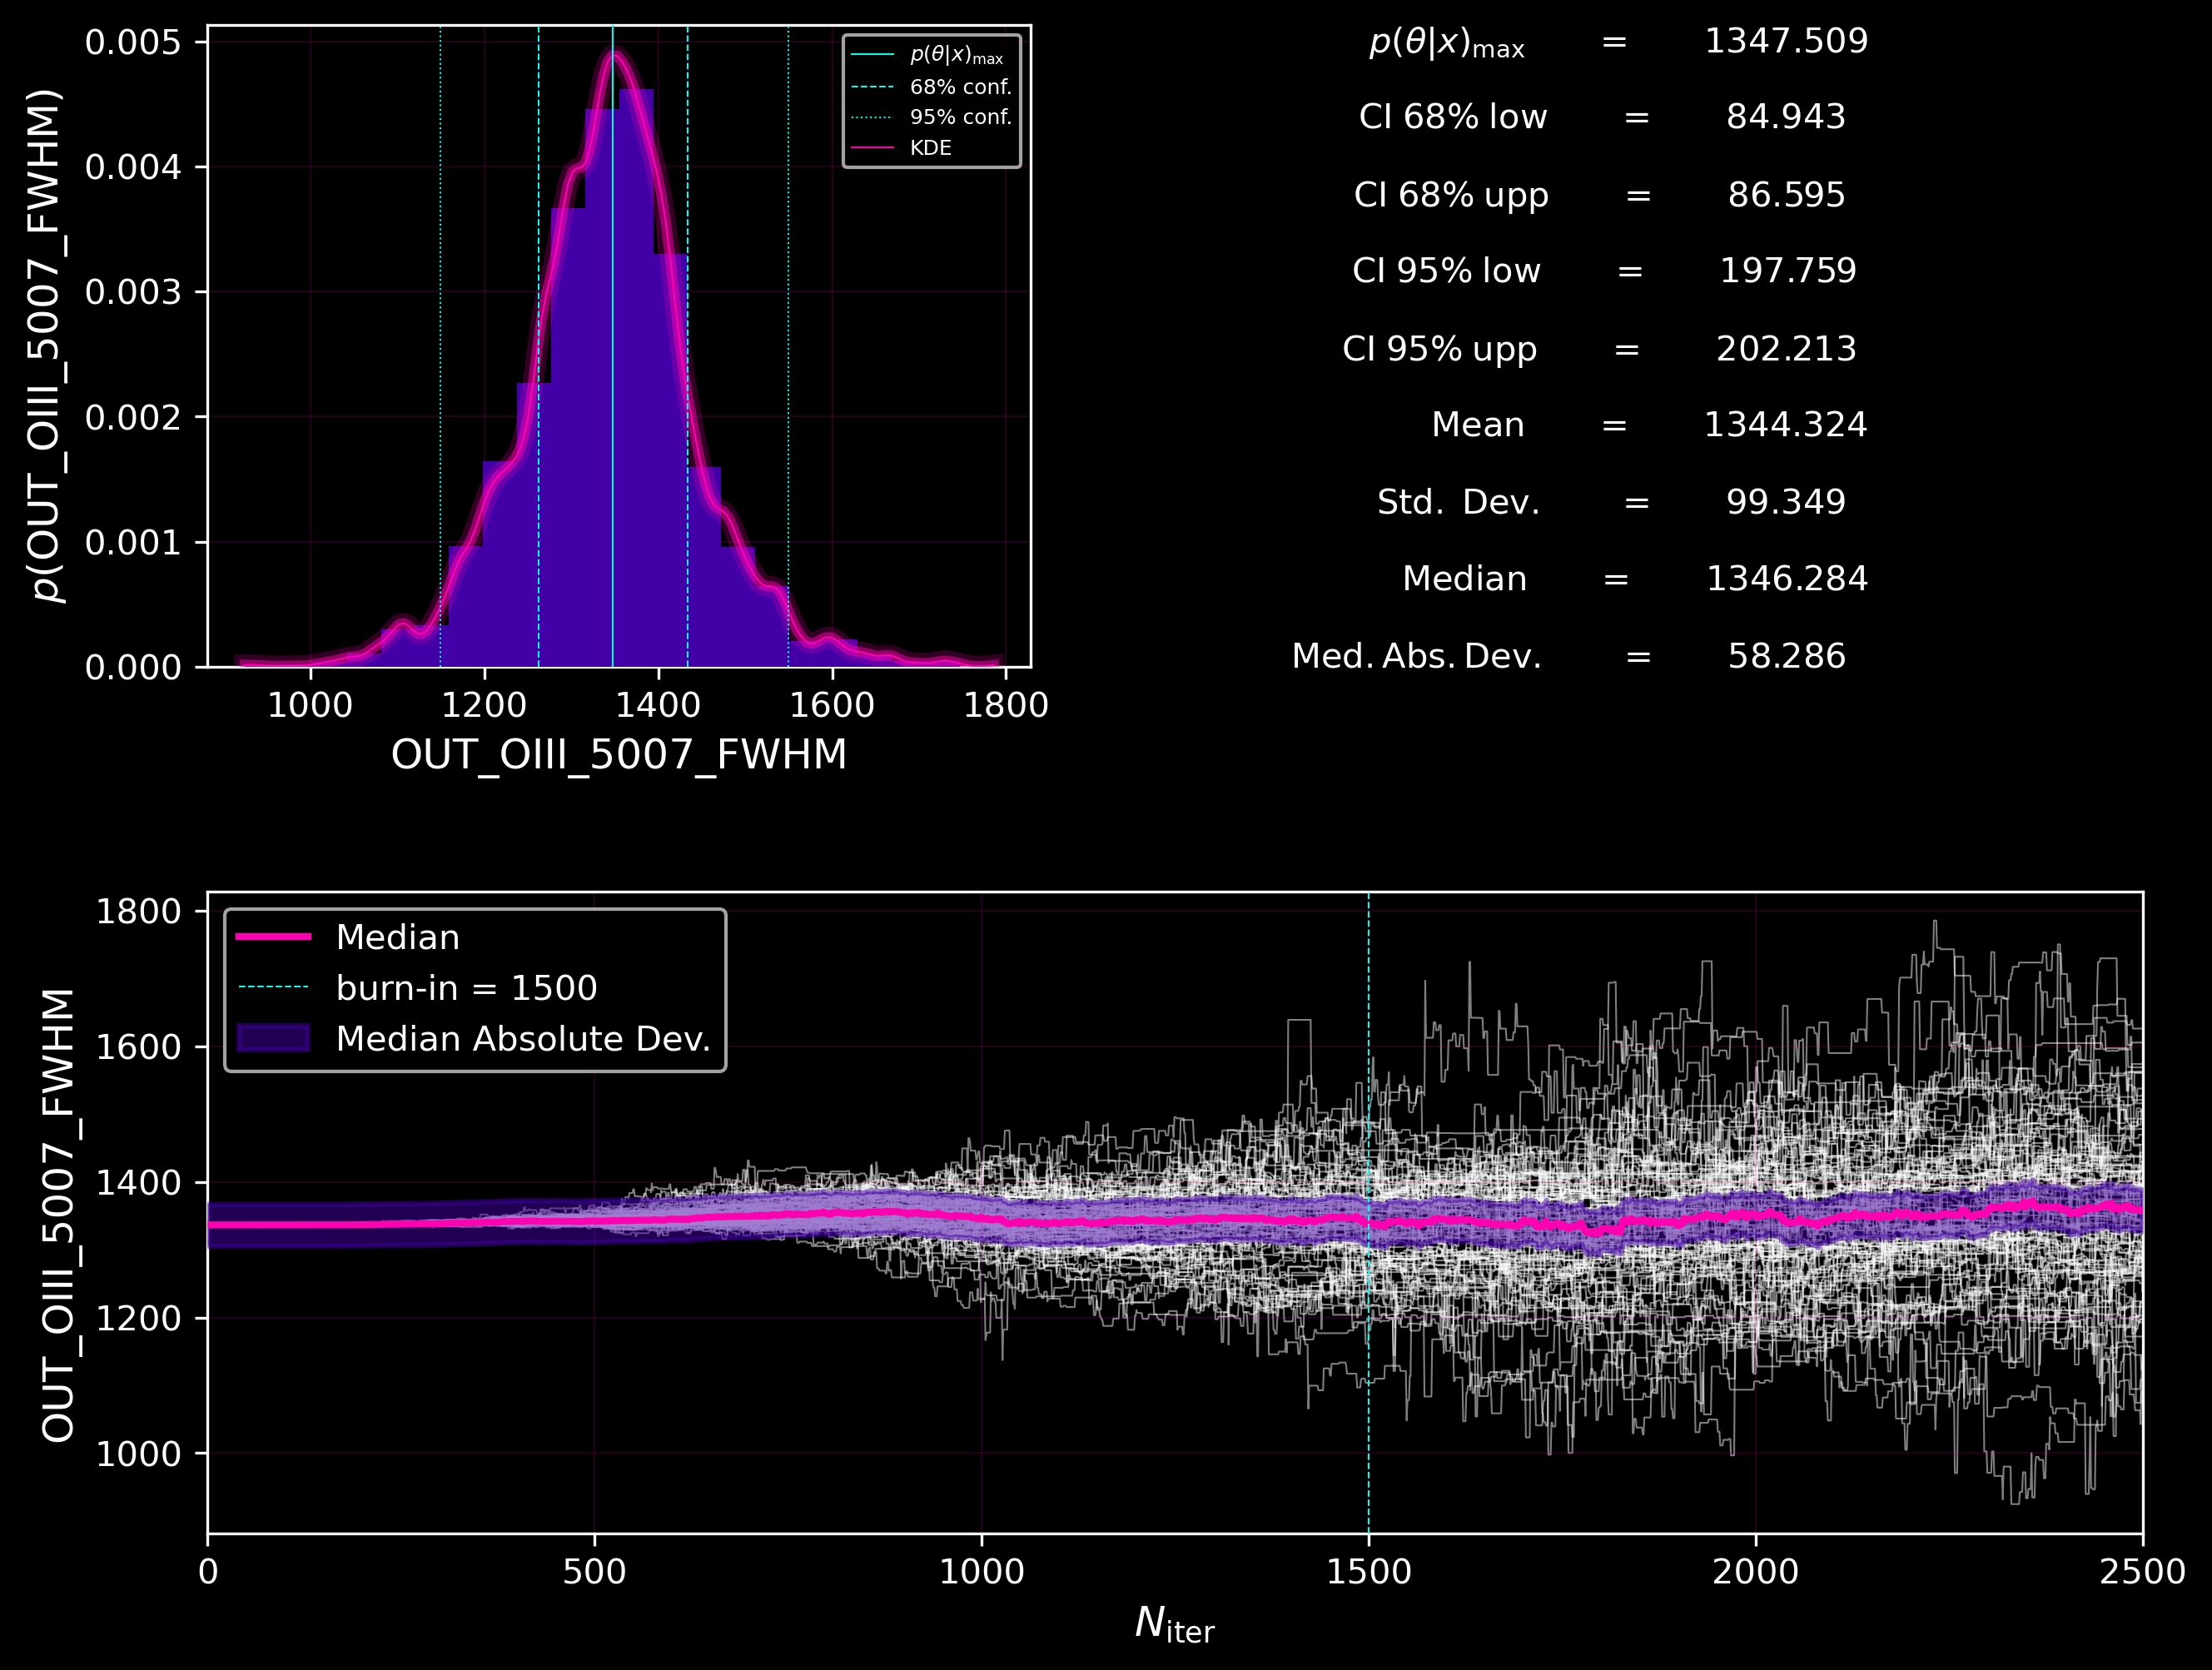 0.005
0.004
0.003
0.002
0.001
0.000
p(OUT_OIII_5007_FWHM)
1000 1200 1400 1600 1800
OUT_OIII_5007_FWHM
p(θ|x)max
68% conf.
95% conf.
KDE
p(θ|x)max = 1347.509
CI 68% low = 84.943
CI 68% upp = 86.595
CI 95% low = 197.759
CI 95% upp = 202.213
Mean = 1344.324
Std. Dev. = 99.349
Median = 1346.284
Med. Abs. Dev. = 58.286
1800
1600
1400
1200
1000
OUT_OIII_5007_FWHM
Median
burn-in = 1500
Median Absolute Dev.
0 500 1000 1500 2000 2500
Niter